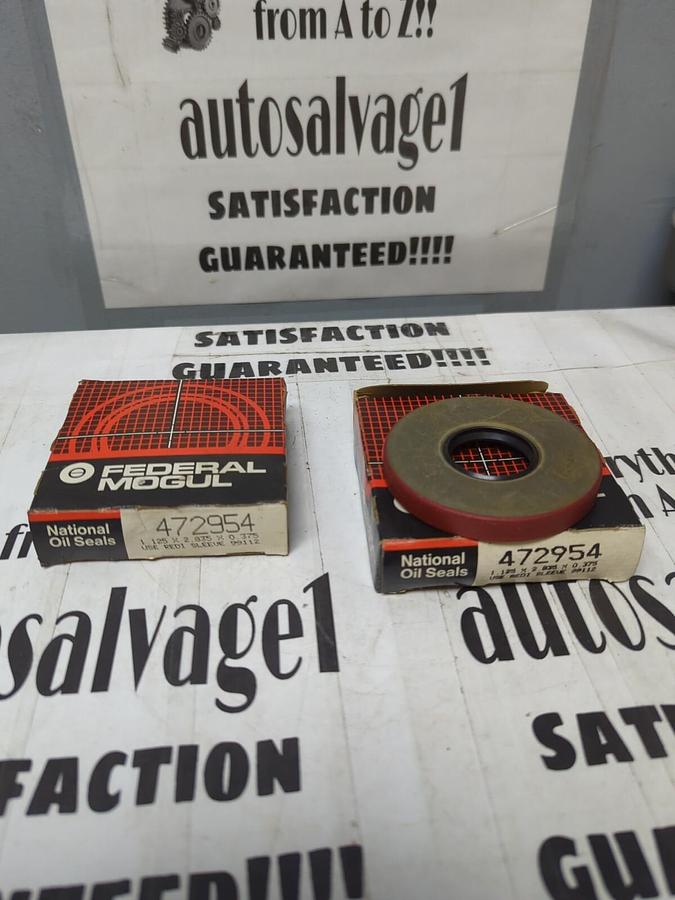 from A to Z!!
autosalvage1
SATISFACTION
GUARANTEED!!!!
SATISFACTION
GUARANTEED!!!!
FEDERAL
MOGUL
National
Oil Seals
472954
1.125 X 2.835 X 0.375
USE REDI SLEEVE 99112
National
Oil Seals
472954
1.125 X 2.835 X 0.375
USE REDI SLEEVE 99112
salvage1
autos
FACTION
SAT